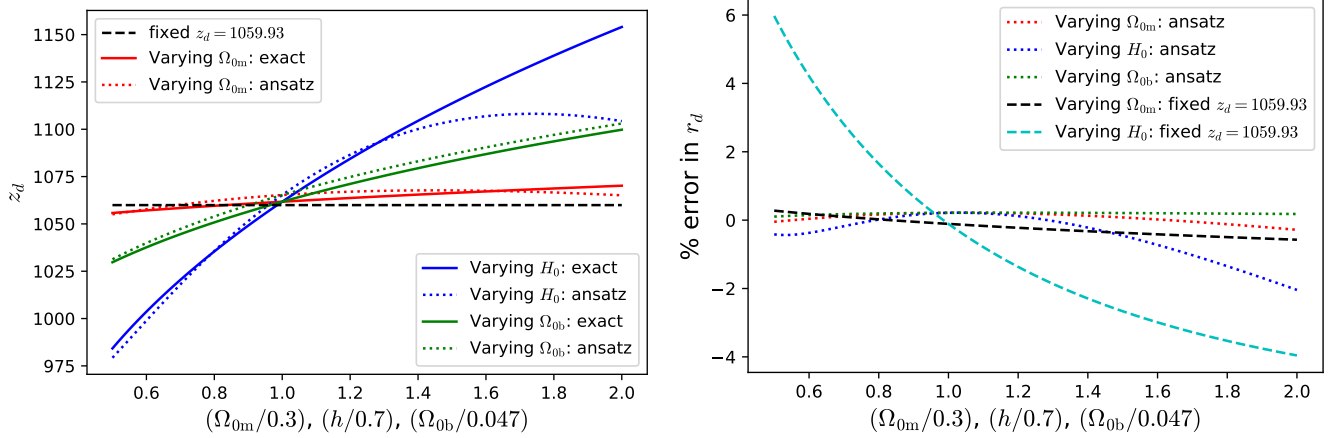 fixed z_d = 1059.93
Varying Ω_0m: exact
Varying Ω_0m: ansatz
Varying H_0: exact
Varying H_0: ansatz
Varying Ω_0b: exact
Varying Ω_0b: ansatz
z_d
1150
1125
1100
1075
1050
1025
1000
975
0.6 0.8 1.0 1.2 1.4 1.6 1.8 2.0
(Ω_0m/0.3), (h/0.7), (Ω_0b/0.047)
Varying Ω_0m: ansatz
Varying H_0: ansatz
Varying Ω_0b: ansatz
Varying Ω_0m: fixed z_d = 1059.93
Varying H_0: fixed z_d = 1059.93
% error in r_d
6
4
2
0
−2
−4
0.6 0.8 1.0 1.2 1.4 1.6 1.8 2.0
(Ω_0m/0.3), (h/0.7), (Ω_0b/0.047)